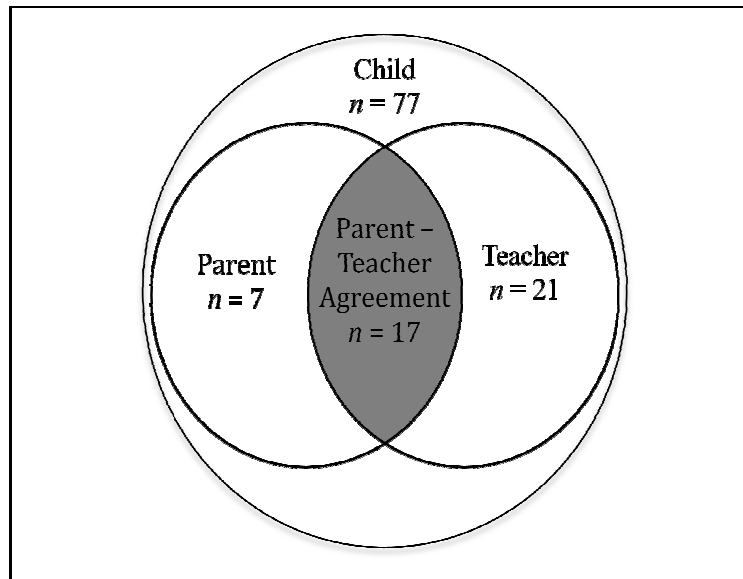 Child
n = 77
Parent
n = 7
Parent –
Teacher
Agreement
n = 17
Teacher
n = 21